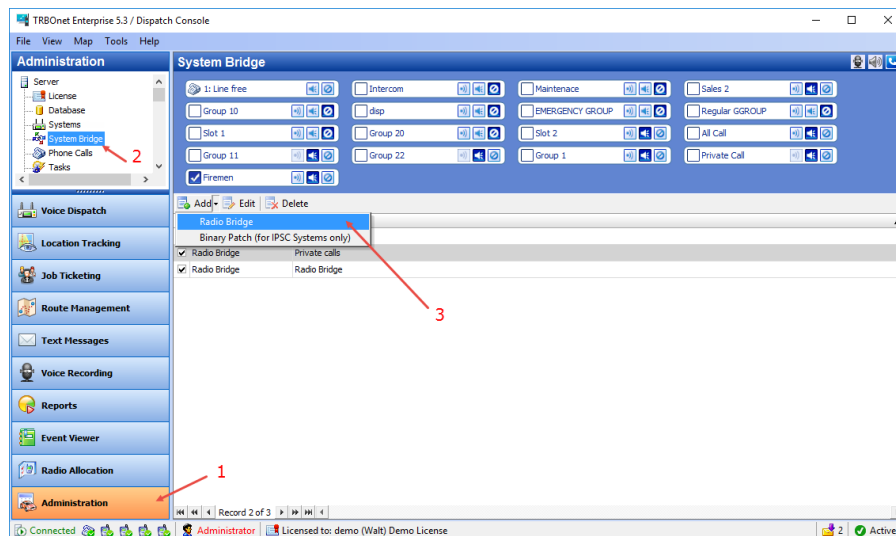 TRBOnet Enterprise 5.3 / Dispatch Console
File View Map Tools Help
Administration
System Bridge
Server
License
Database
Systems
System Bridge
Phone Calls
Tasks
2
1: Line free
Intercom
Maintenace
Sales 2
Group 10
disp
EMERGENCY GROUP
Regular GGROUP
Slot 1
Group 20
Slot 2
All Call
Group 11
Group 22
Group 1
Private Call
Firemen
Add Edit Delete
Radio Bridge
Binary Patch (for IPSC Systems only)
Radio Bridge Private calls
Radio Bridge Radio Bridge
3
Voice Dispatch
Location Tracking
Job Ticketing
Route Management
Text Messages
Voice Recording
Reports
Event Viewer
Radio Allocation
Administration
1
Record 2 of 3
Connected Administrator Licensed to: demo (Walt) Demo License 2 Active